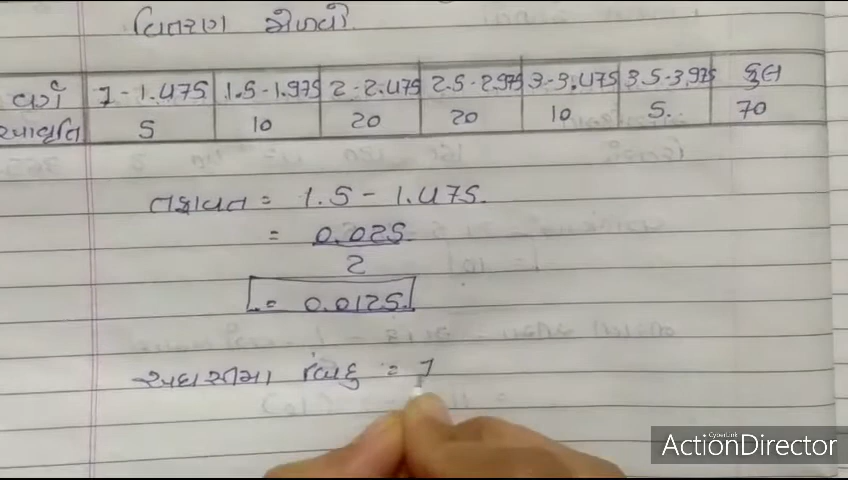 વિતરણ મેળવો.
વર્ગ 1 - 1.475 1.5 - 1.975 2 - 2.475 2.5 - 2.975 3 - 3.475 3.5 - 3.975 કુલ
આવૃત્તિ 5 10 20 20 10 5. 70
તફાવત = 1.5 - 1.475.
= 0.025
2
= 0.0125
અધઃસીમા બિંદુ = 1
CyberLink
ActionDirector